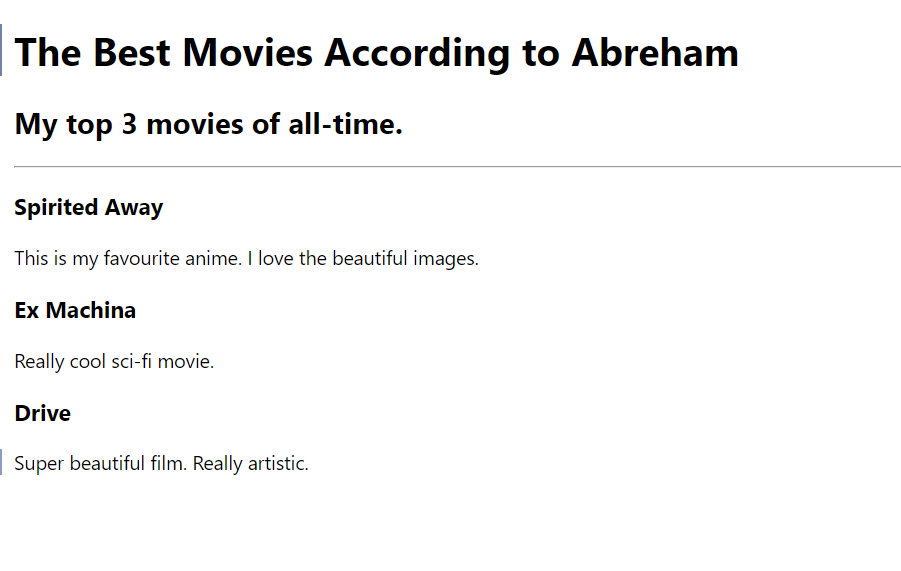 The Best Movies According to Abreham
My top 3 movies of all-time.
Spirited Away
This is my favourite anime. I love the beautiful images.
Ex Machina
Really cool sci-fi movie.
Drive
Super beautiful film. Really artistic.